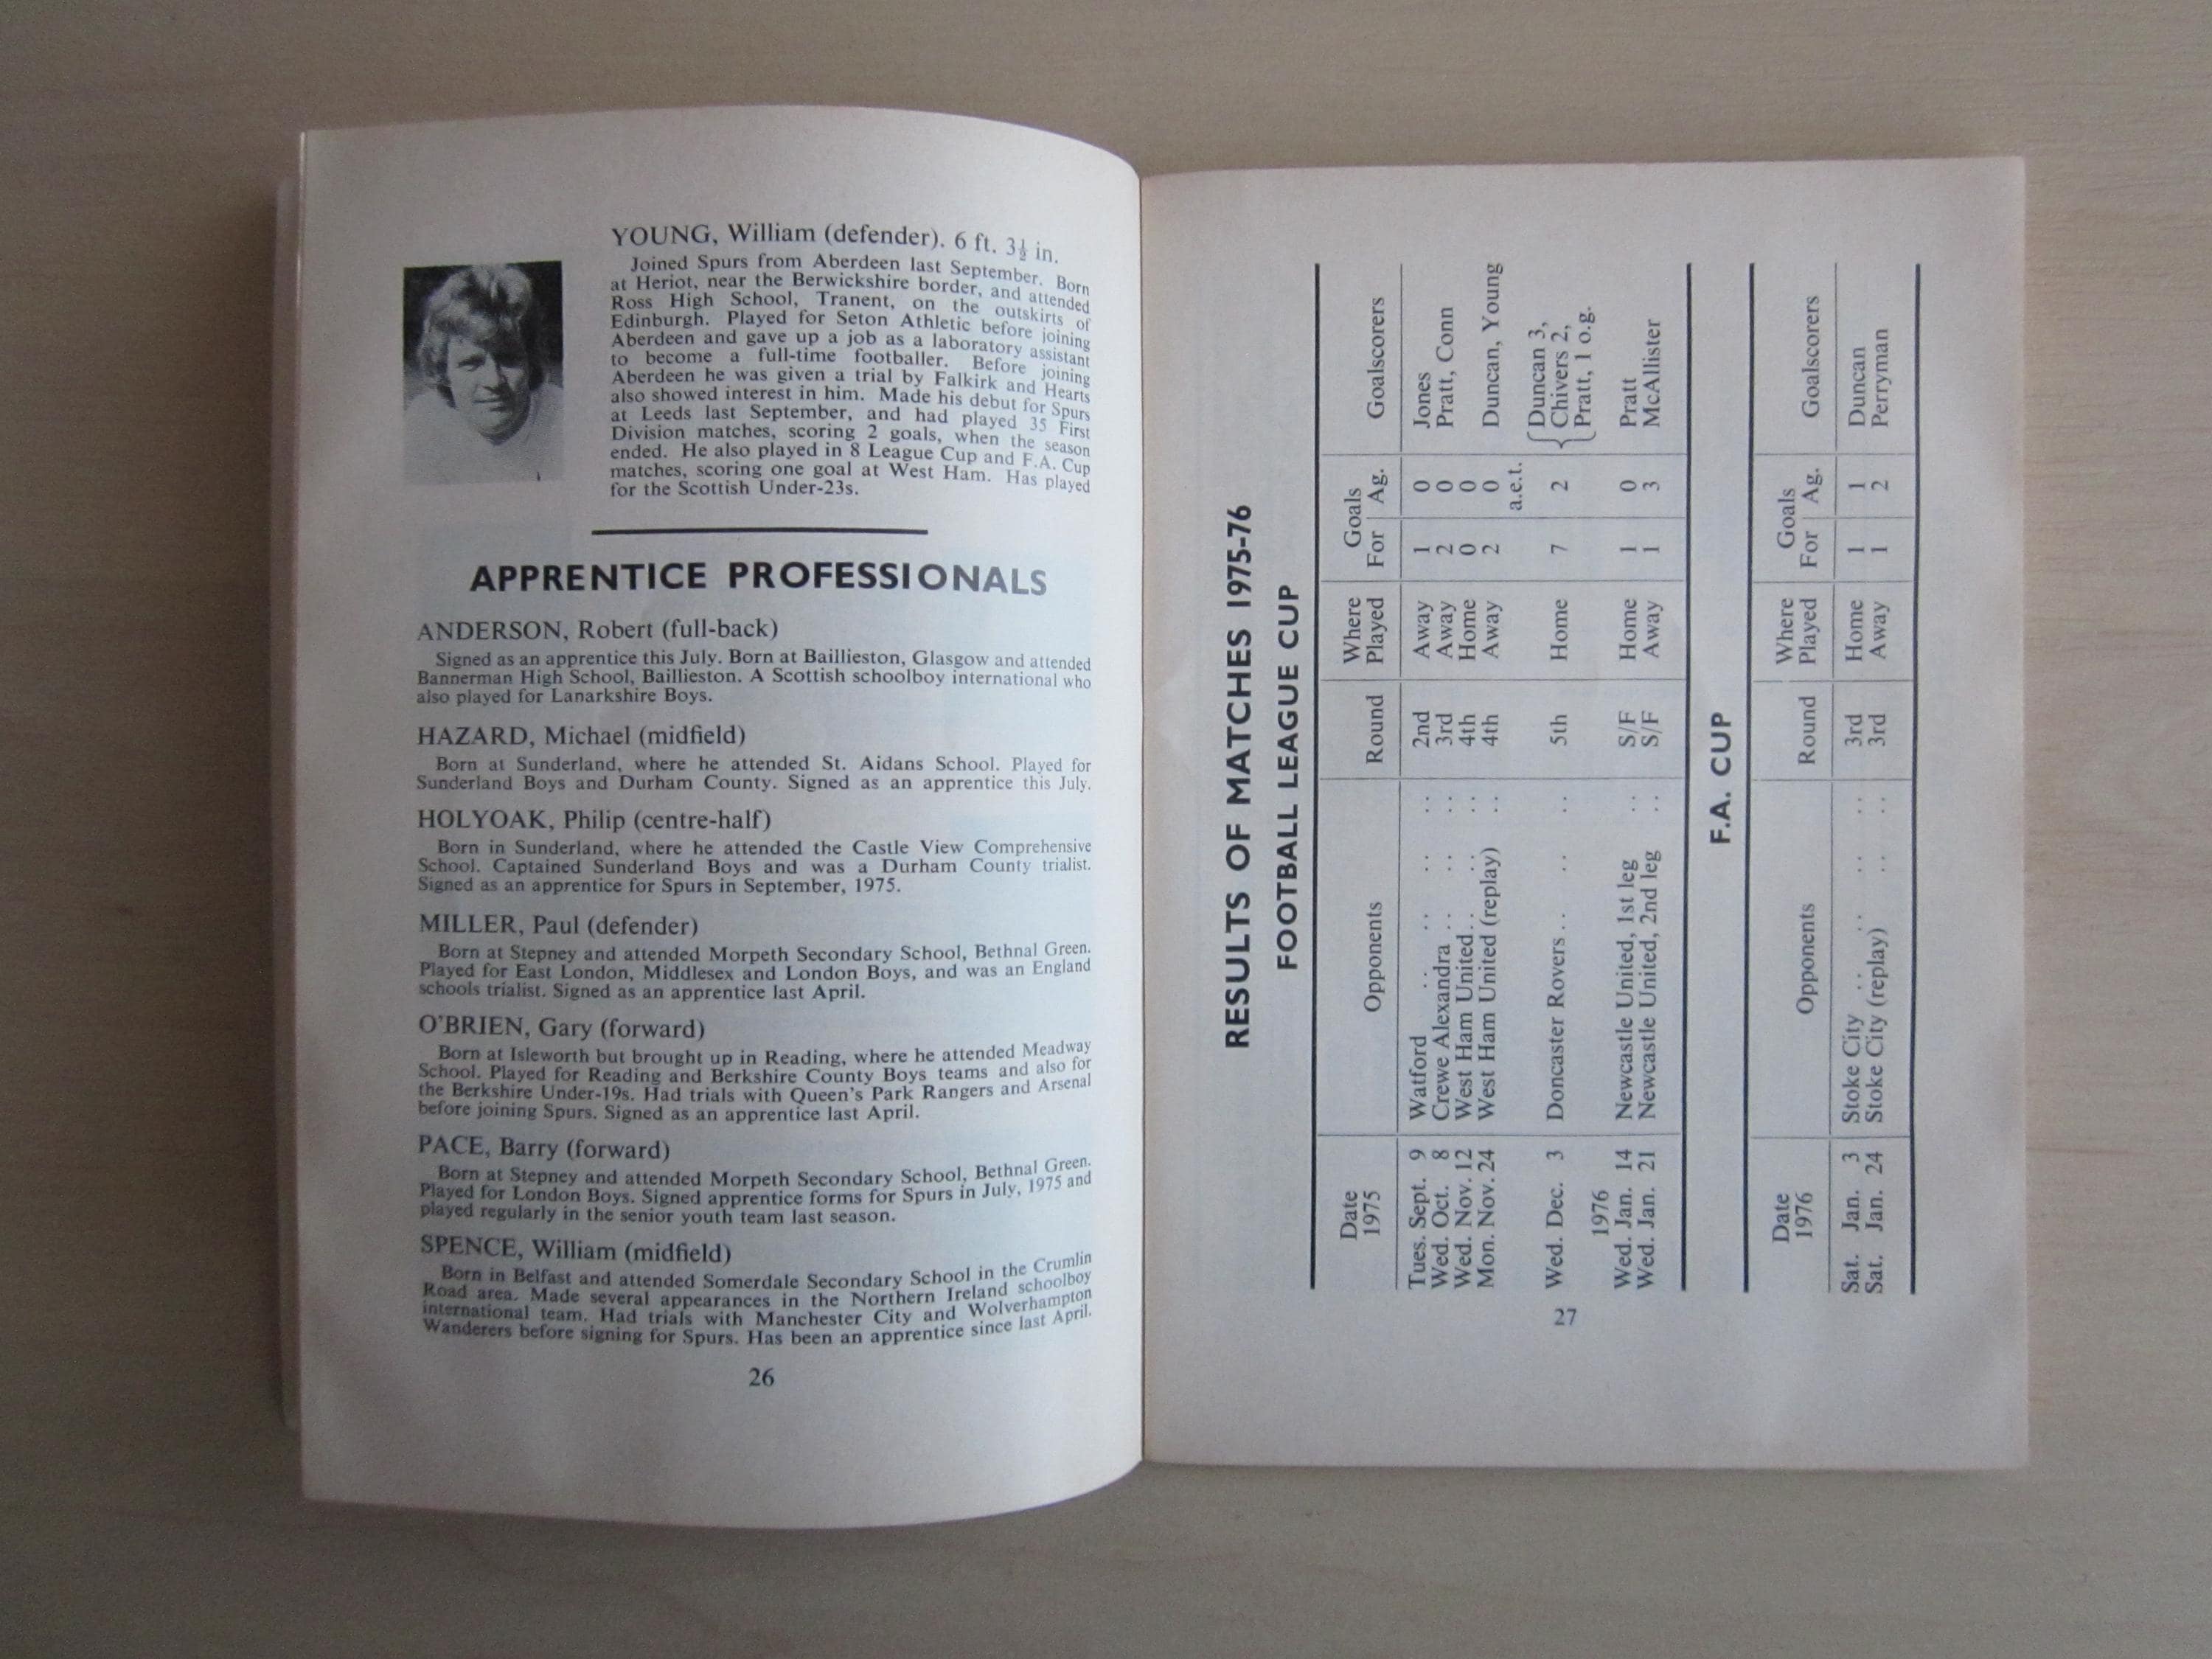 YOUNG, William (defender). 6 ft. 3½ in.
Joined Spurs from Aberdeen last September. Born
at Heriot, near the Berwickshire border, and attended
Ross High School, Tranent, on the outskirts of
Edinburgh. Played for Seton Athletic before joining
Aberdeen and gave up a job as a laboratory assistant
to become a full-time footballer. Before joining
Aberdeen he was given a trial by Falkirk and Hearts
also showed interest in him. Made his debut for Spurs
at Leeds last September, and had played 35 First
Division matches, scoring 2 goals, when the season
ended. He also played in 8 League Cup and F.A. Cup
matches, scoring one goal at West Ham. Has played
for the Scottish Under-23s.
APPRENTICE PROFESSIONALS
ANDERSON, Robert (full-back)
Signed as an apprentice this July. Born at Baillieston, Glasgow and attended
Bannerman High School, Baillieston. A Scottish schoolboy international who
also played for Lanarkshire Boys.
HAZARD, Michael (midfield)
Born at Sunderland, where he attended St. Aidans School. Played for
Sunderland Boys and Durham County. Signed as an apprentice this July.
HOLYOAK, Philip (centre-half)
Born in Sunderland, where he attended the Castle View Comprehensive
School. Captained Sunderland Boys and was a Durham County trialist.
Signed as an apprentice for Spurs in September, 1975.
MILLER, Paul (defender)
Born at Stepney and attended Morpeth Secondary School, Bethnal Green.
Played for East London, Middlesex and London Boys, and was an England
schools trialist. Signed as an apprentice last April.
O'BRIEN, Gary (forward)
Born at Isleworth but brought up in Reading, where he attended Meadway
School. Played for Reading and Berkshire County Boys teams and also for
the Berkshire Under-19s. Had trials with Queen's Park Rangers and Arsenal
before joining Spurs. Signed as an apprentice last April.
PACE, Barry (forward)
Born at Stepney and attended Morpeth Secondary School, Bethnal Green.
Played for London Boys. Signed apprentice forms for Spurs in July, 1975 and
played regularly in the senior youth team last season.
SPENCE, William (midfield)
Born in Belfast and attended Somerdale Secondary School in the Crumlin
Road area. Made several appearances in the Northern Ireland schoolboy
international team. Had trials with Manchester City and Wolverhampton
Wanderers before signing for Spurs. Has been an apprentice since last April.
26
RESULTS OF MATCHES 1975-76
FOOTBALL LEAGUE CUP
Date 1975 Opponents Round Where Played Goals For Ag. Goalscorers
Tues. Sept. 9 Watford .. .. .. .. 2nd Away 1 0 Jones
Wed. Oct. 8 Crewe Alexandra .. .. .. 3rd Away 2 0 Pratt, Conn
Wed. Nov. 12 West Ham United .. .. .. 4th Home 0 0
Mon. Nov. 24 West Ham United (replay) .. 4th Away 2 0 Duncan, Young
a.e.t.
Wed. Dec. 3 Doncaster Rovers .. .. .. 5th Home 7 2 {Duncan 3,
Chivers 2,
Pratt, 1 o.g.
1976
Wed. Jan. 14 Newcastle United, 1st leg .. S/F Home 1 0 Pratt
Wed. Jan. 21 Newcastle United, 2nd leg .. S/F Away 1 3 McAllister
F.A. CUP
Date 1976 Opponents Round Where Played Goals For Ag. Goalscorers
Sat. Jan. 3 Stoke City .. .. .. .. 3rd Home 1 1 Duncan
Sat. Jan. 24 Stoke City (replay) .. .. 3rd Away 1 2 Perryman
27